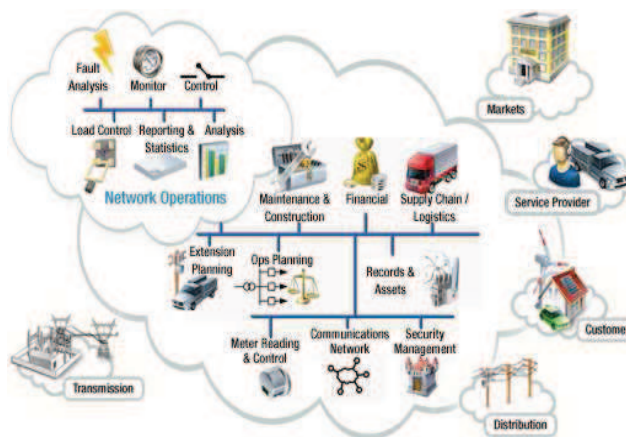 Fault
Analysis
Monitor
Control
Load Control
Reporting &
Statistics
Analysis
Network Operations
Markets
Maintenance &
Construction
Financial
Supply Chain /
Logistics
Service Provider
Extension
Planning
Ops Planning
Records &
Assets
Customer
Meter Reading
& Control
Communications
Network
Security
Management
Transmission
Distribution